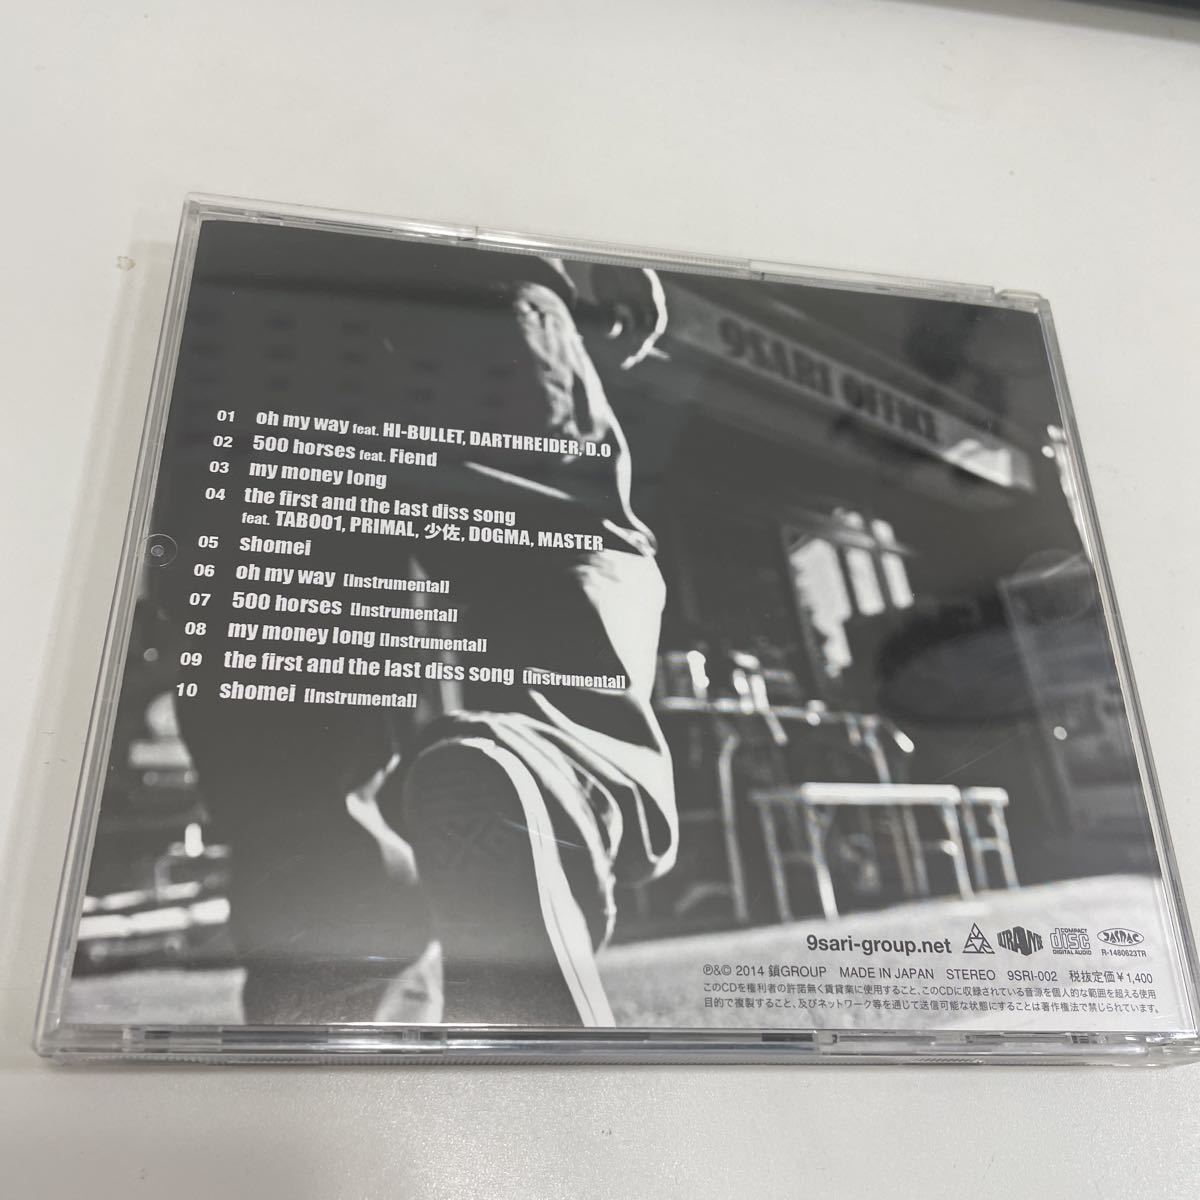 9SARI OFFICE
01 oh my way feat. HI-BULLET, DARTHREIDER, D.O
02 500 horses feat. Fiend
03 my money long
04 the first and the last diss song
feat. TABOO1, PRIMAL, 少佐, DOGMA, MASTER
05 shomei
06 oh my way [Instrumental]
07 500 horses [Instrumental]
08 my money long [Instrumental]
09 the first and the last diss song [Instrumental]
10 shomei [Instrumental]
9sari-group.net
COMPACT
disc
DIGITAL AUDIO
JASRAC
R-1480623TR
℗&© 2014 鎖GROUP MADE IN JAPAN STEREO 9SRI-002 税抜定価¥1,400
このCDを権利者の許諾無く賃貸業に使用すること、このCDに収録されている音源を個人的な範囲を超える使用
目的で複製すること、及びネットワーク等を通じて送信可能な状態にすることは著作権法で禁じられています。